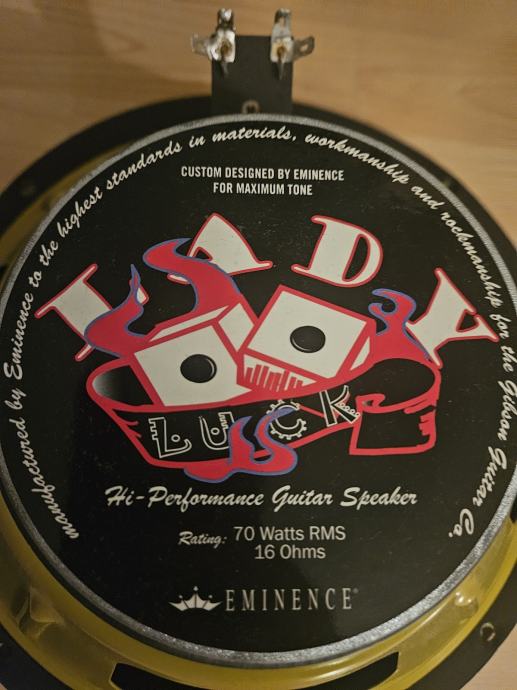 manufactured by Eminence to the highest standards in materials, workmanship and rockmanship for the Gibson Guitar Co.
CUSTOM DESIGNED BY EMINENCE
FOR MAXIMUM TONE
LADY
LUCK
Hi-Performance Guitar Speaker
Rating: 70 Watts RMS
16 Ohms
EMINENCE®